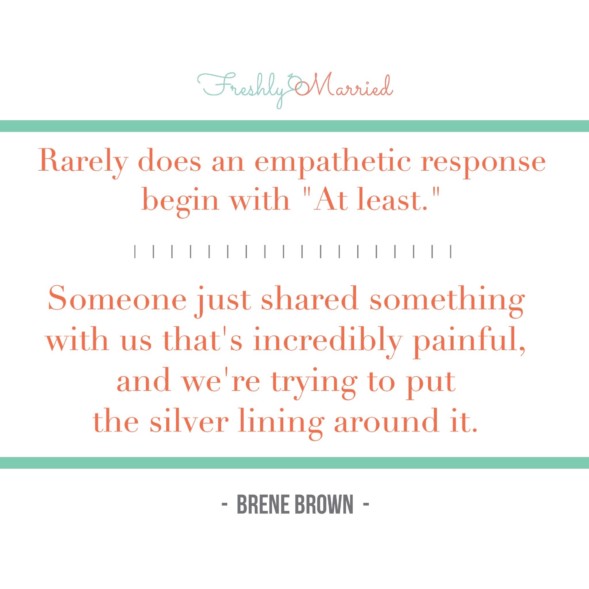 Freshly Married
Rarely does an empathetic response
begin with "At least."
Someone just shared something
with us that's incredibly painful,
and we're trying to put
the silver lining around it.
- BRENE BROWN -